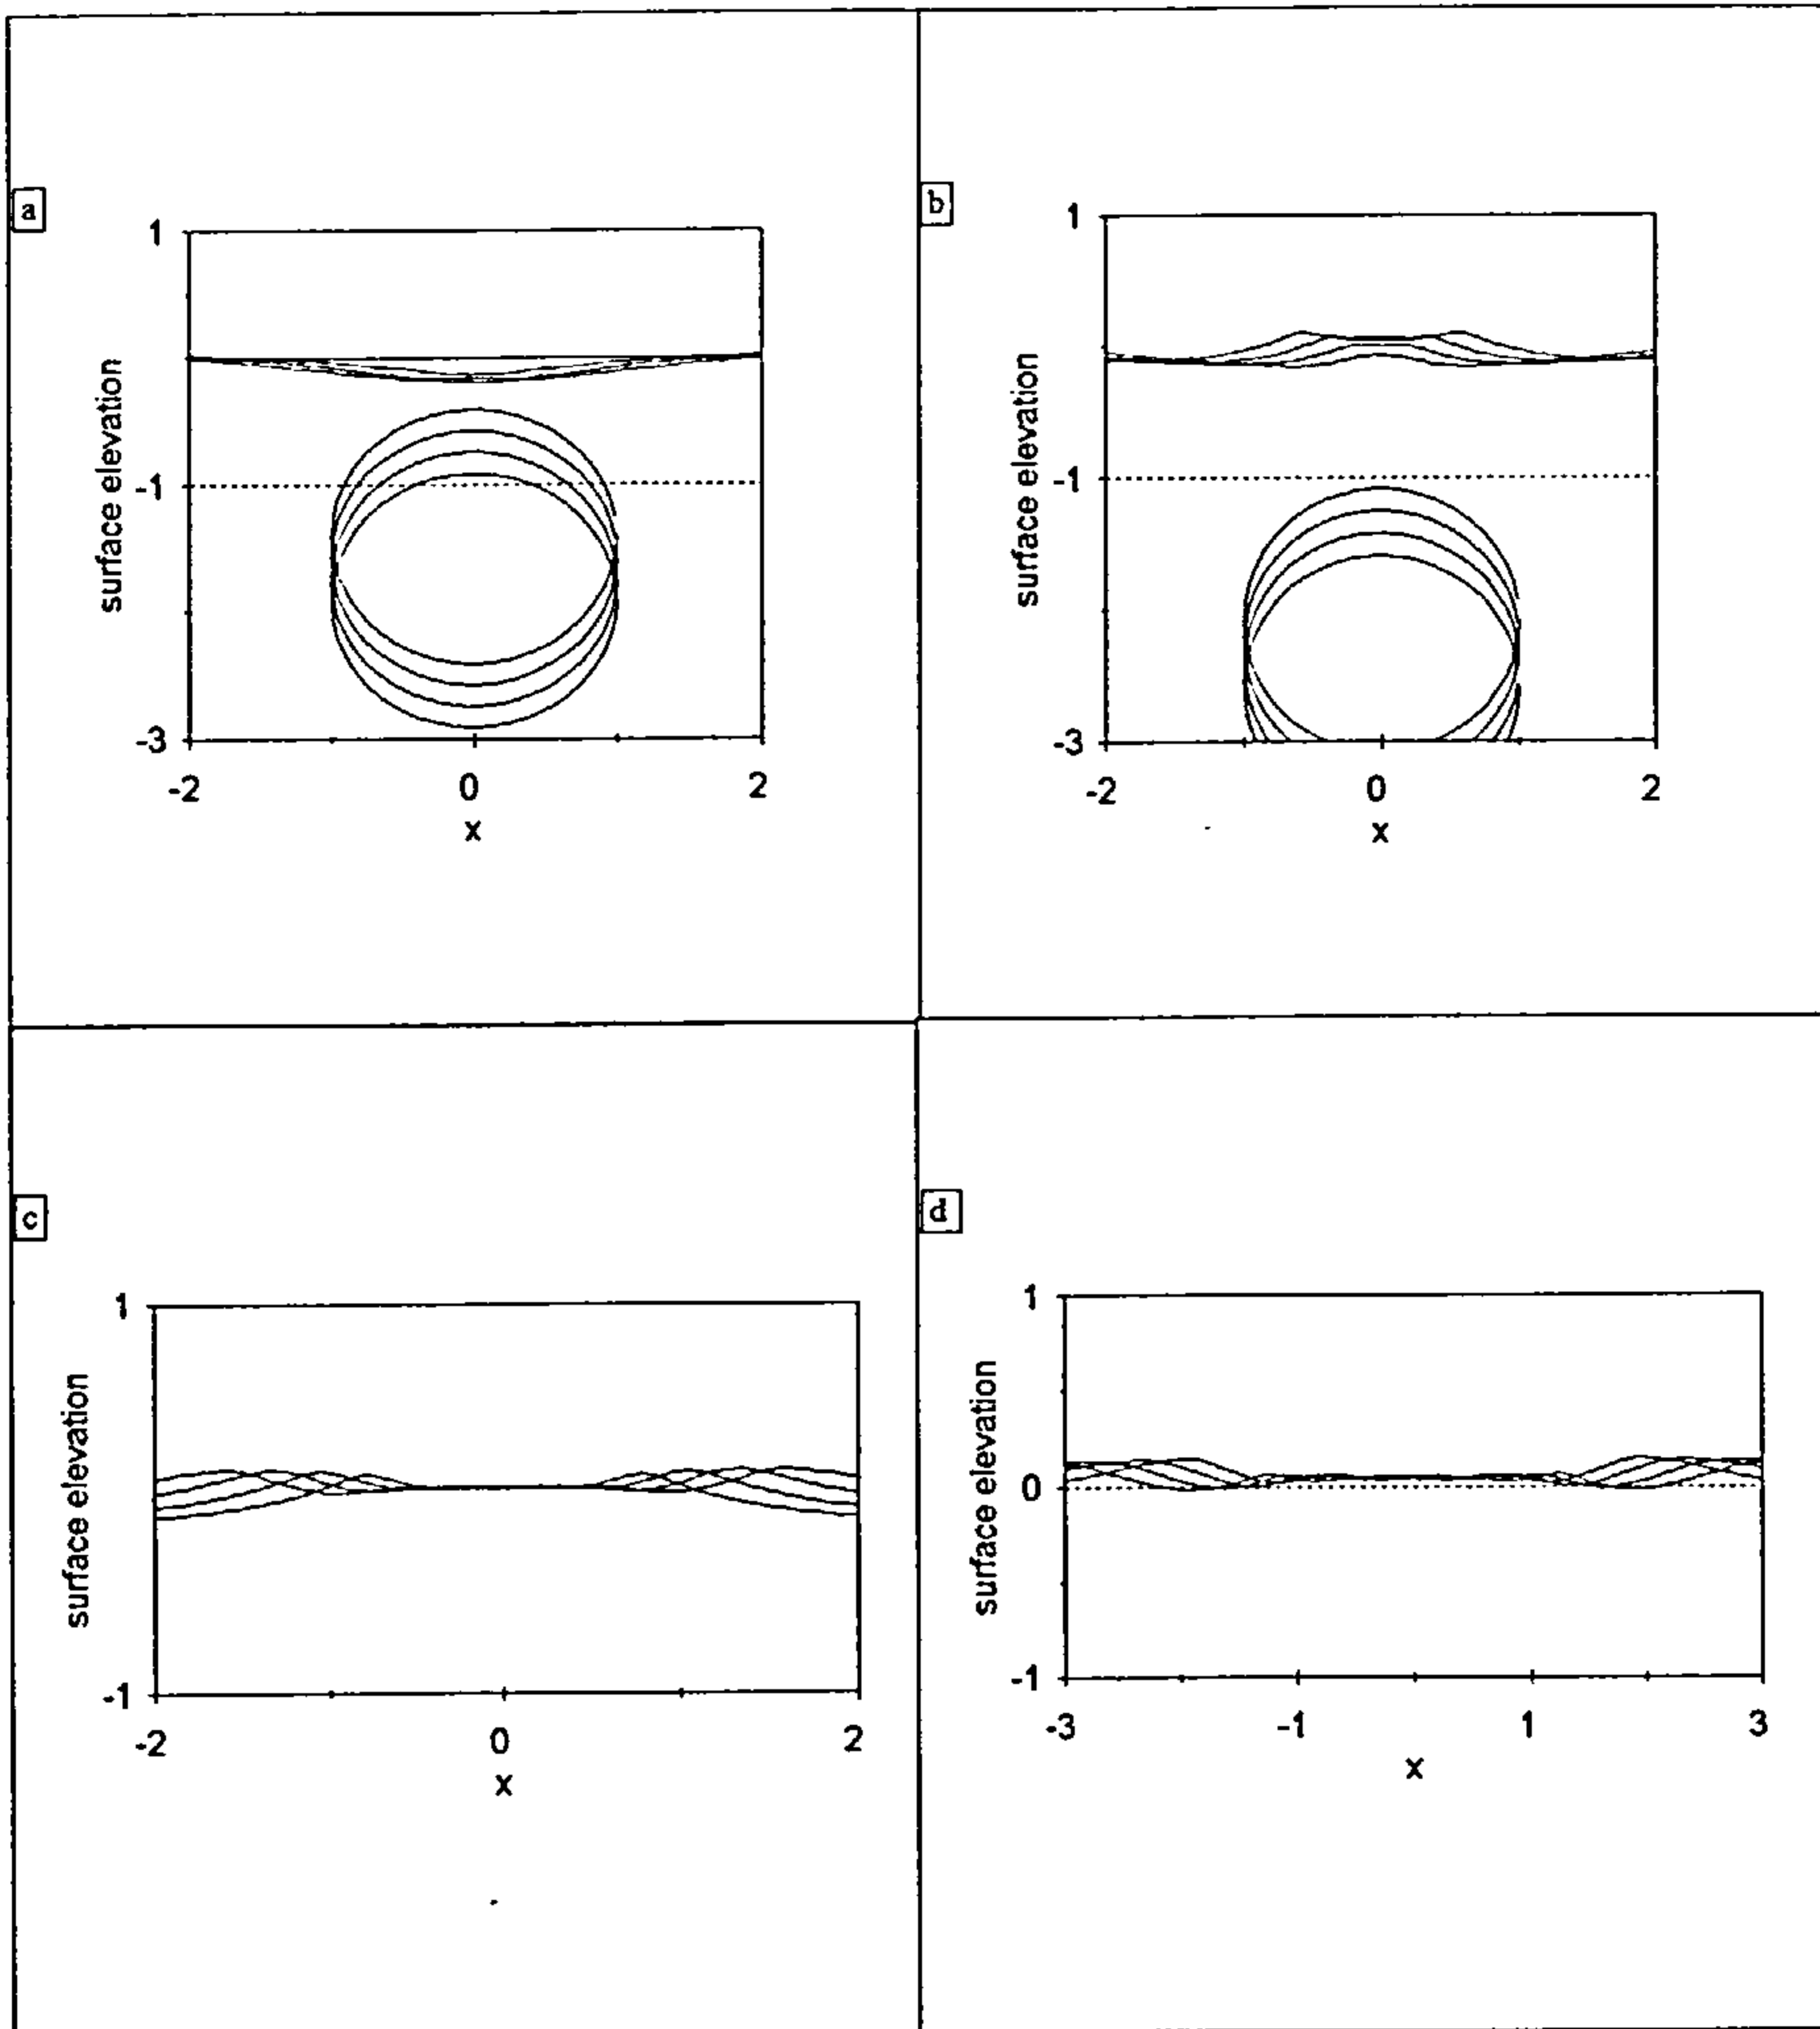 a
1
surface elevation
-1
-3
-2 0 2
x
b
1
surface elevation
-1
-3
-2 0 2
x
c
1
surface elevation
-1
-2 0 2
x
d
1
surface elevation
0
-1
-3 -1 1 3
x